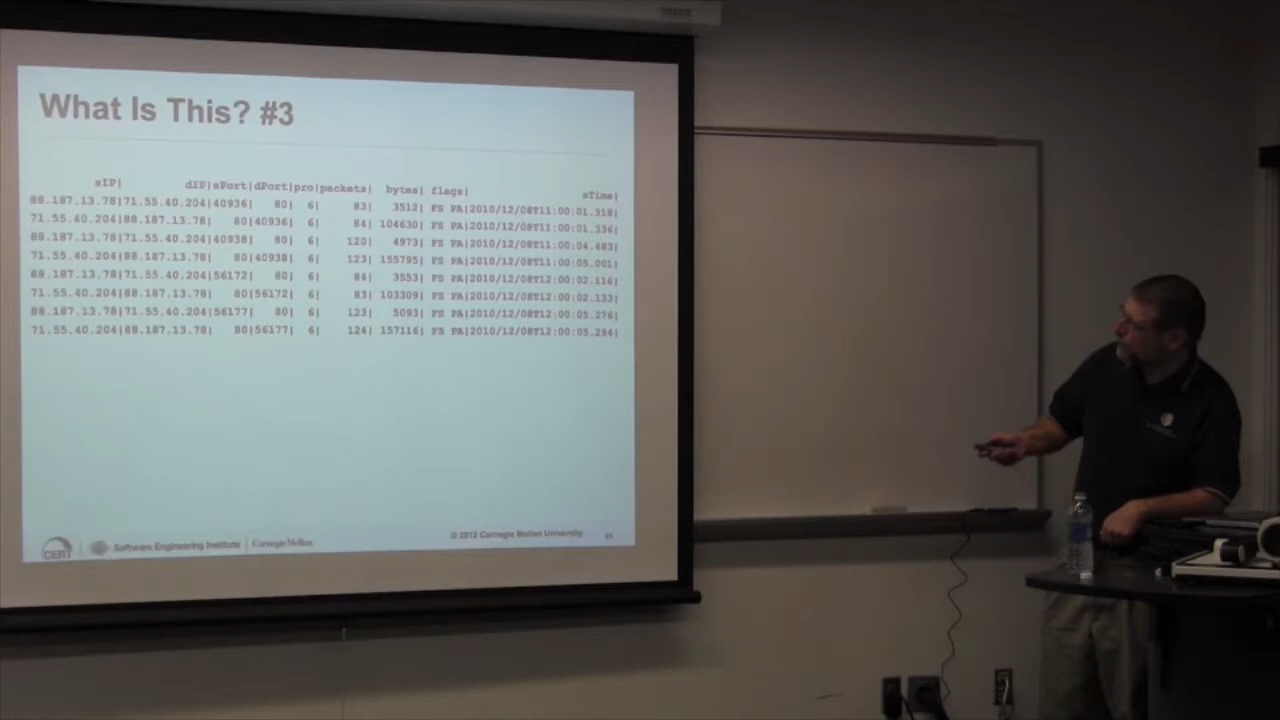 What Is This? #3
sIP| dIP|sPort|dPort|pro|packets| bytes| flags| sTime|
88.187.13.78|71.55.40.204|40936| 80| 6| 83| 3512| FS PA|2010/12/08T11:00:01.318|
71.55.40.204|88.187.13.78| 80|40936| 6| 84| 104630| FS PA|2010/12/08T11:00:01.336|
88.187.13.78|71.55.40.204|40938| 80| 6| 120| 4973| FS PA|2010/12/08T11:00:04.483|
71.55.40.204|88.187.13.78| 80|40938| 6| 123| 155795| FS PA|2010/12/08T11:00:05.001|
88.187.13.78|71.55.40.204|56172| 80| 6| 84| 3553| FS PA|2010/12/08T12:00:02.116|
71.55.40.204|88.187.13.78| 80|56172| 6| 83| 103309| FS PA|2010/12/08T12:00:02.133|
88.187.13.78|71.55.40.204|56177| 80| 6| 123| 5093| FS PA|2010/12/08T12:00:05.276|
71.55.40.204|88.187.13.78| 80|56177| 6| 124| 157116| FS PA|2010/12/08T12:00:05.294|
CERT Software Engineering Institute | Carnegie Mellon © 2012 Carnegie Mellon University 21